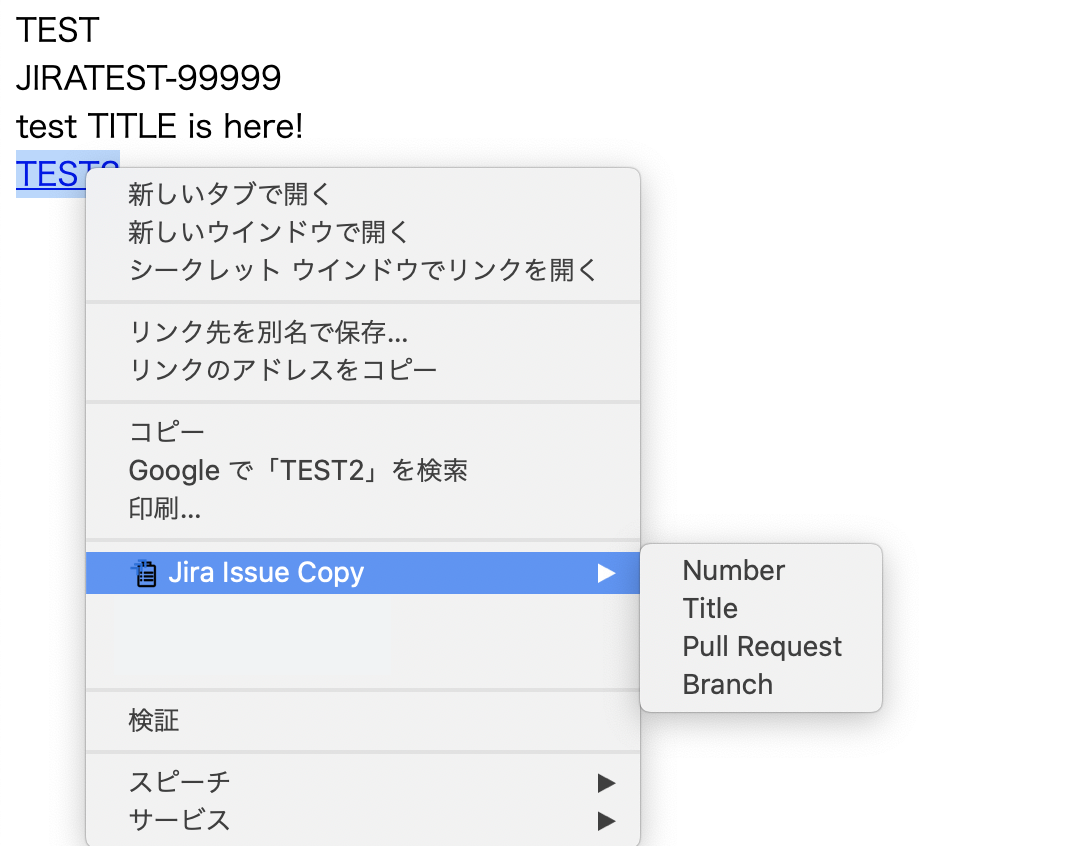 TEST
JIRATEST-99999
test TITLE is here!
TEST2
新しいタブで開く
新しいウインドウで開く
シークレット ウインドウでリンクを開く
リンク先を別名で保存...
リンクのアドレスをコピー
コピー
Google で「TEST2」を検索
印刷...
Jira Issue Copy
Number
Title
Pull Request
Branch
検証
スピーチ
サービス